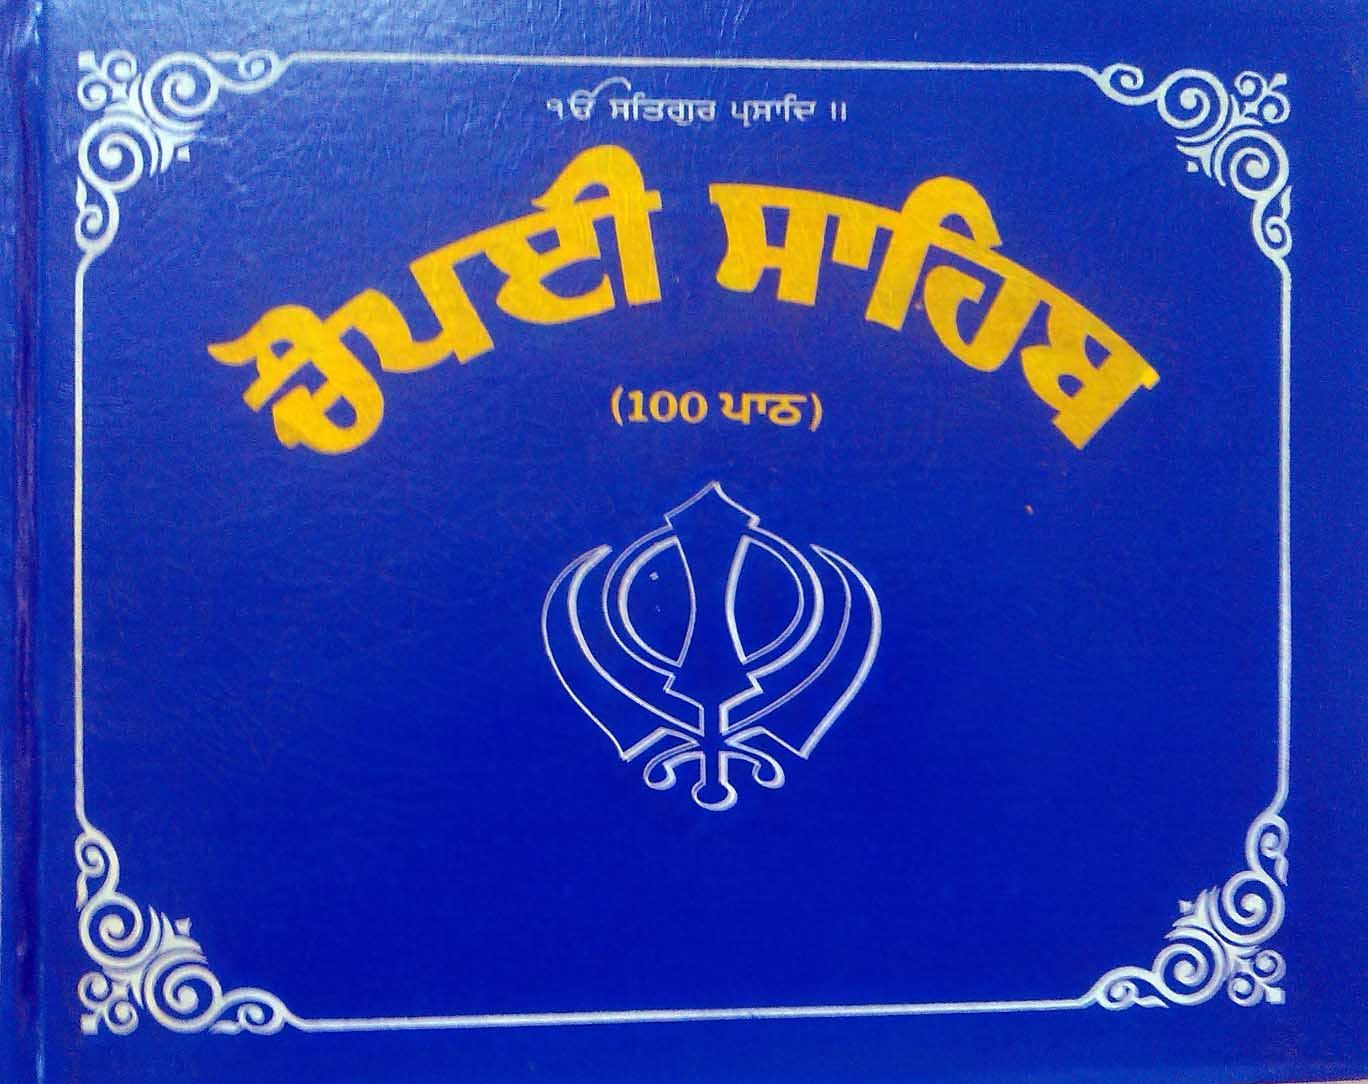 ੴ ਸਤਿਗੁਰ ਪ੍ਰਸਾਦਿ ॥
ਚੌਪਈ ਸਾਹਿਬ
(100 ਪਾਠ)